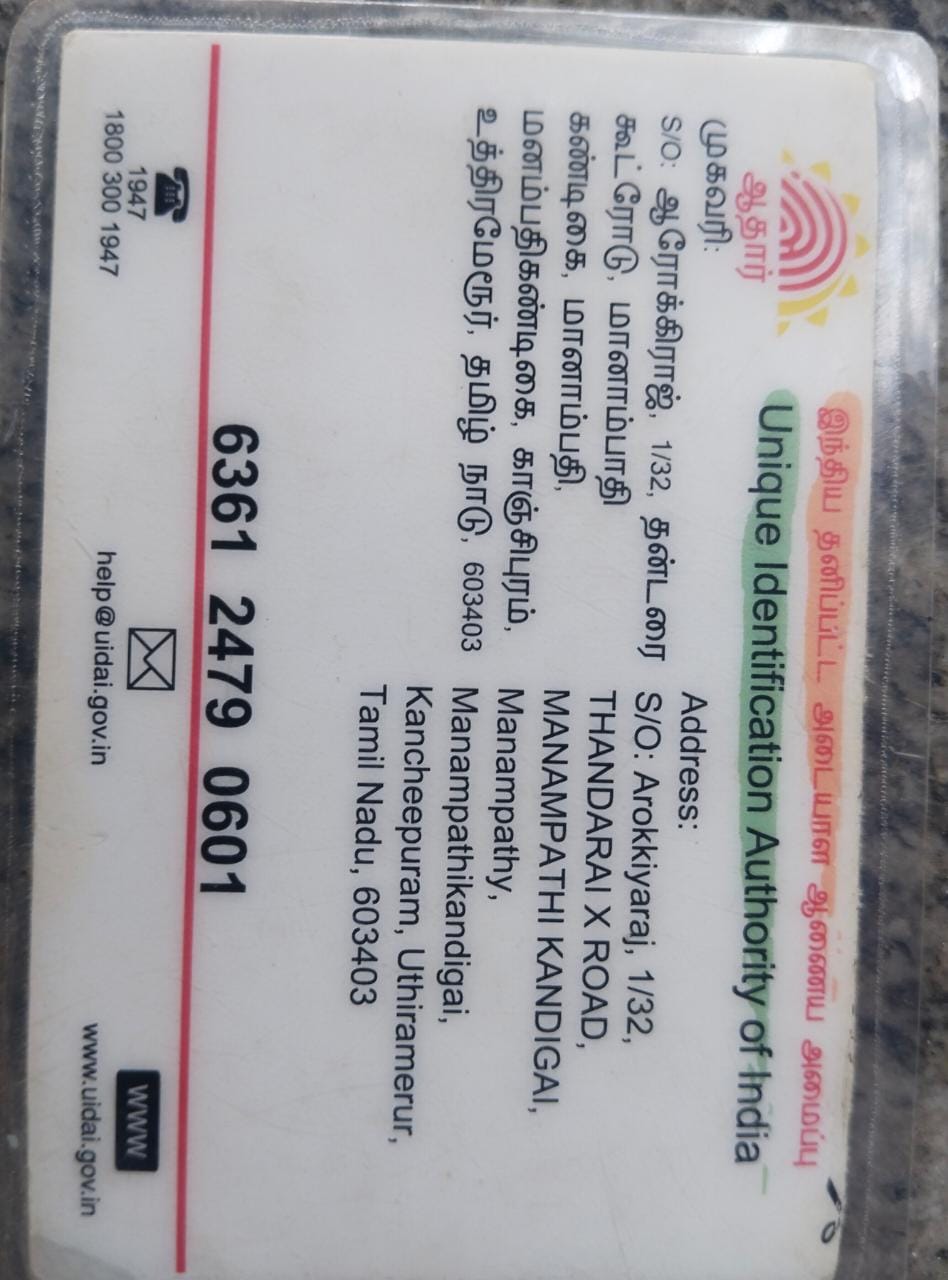 இந்திய தனிப்பட்ட அடையாள ஆணைய அமைப்பு
Unique Identification Authority of India
ஆதார்
முகவரி:
S/O: ஆரோக்கிராஜ், 1/32, தண்டரை
கூட்ரோடு, மானாம்பாதி
கண்டிகை, மானாம்பதி,
மனம்பதிகண்டிகை, காஞ்சிபுரம்,
உத்திரமேரூர், தமிழ் நாடு, 603403
Address:
S/O: Arokkiyaraj, 1/32,
THANDARAI X ROAD,
MANAMPATHI KANDIGAI,
Manampathy,
Manampathikandigai,
Kancheepuram, Uthiramerur,
Tamil Nadu, 603403
6361 2479 0601
1947
1800 300 1947
help@uidai.gov.in
WWW
www.uidai.gov.in